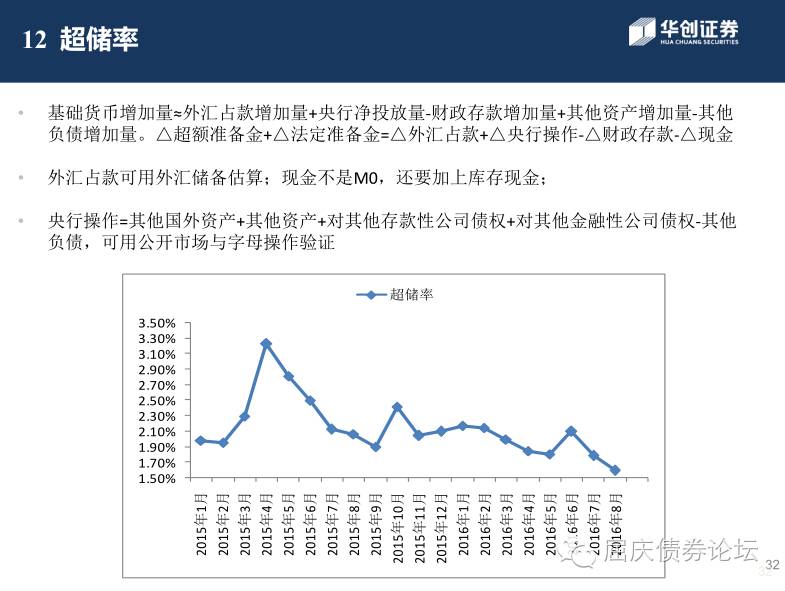 12 超储率
华创证券
HUA CHUANG SECURITIES
• 基础货币增加量≈外汇占款增加量+央行净投放量-财政存款增加量+其他资产增加量-其他
负债增加量。△超额准备金+△法定准备金=△外汇占款+△央行操作-△财政存款-△现金
• 外汇占款可用外汇储备估算；现金不是M0，还要加上库存现金；
• 央行操作=其他国外资产+其他资产+对其他存款性公司债权+对其他金融性公司债权-其他
负债，可用公开市场与字母操作验证
超储率
3.50%
3.30%
3.10%
2.90%
2.70%
2.50%
2.30%
2.10%
1.90%
1.70%
1.50%
2015年1月
2015年2月
2015年3月
2015年4月
2015年5月
2015年6月
2015年7月
2015年8月
2015年9月
2015年10月
2015年11月
2015年12月
2016年1月
2016年2月
2016年3月
2016年4月
2016年5月
2016年6月
2016年7月
2016年8月
屈庆债券论坛
32
32